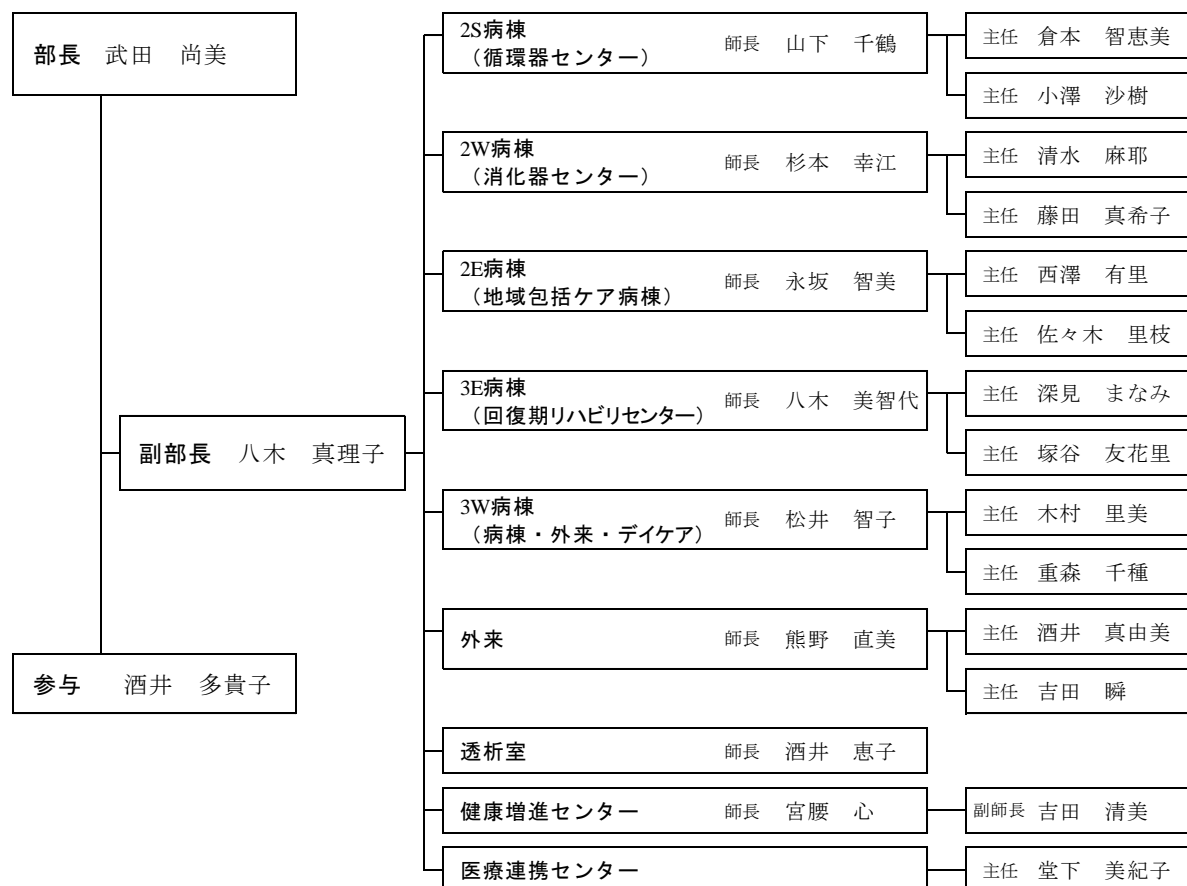 部長 武田 尚美
2S病棟
（循環器センター） 師長 山下 千鶴
主任 倉本 智恵美
主任 小澤 沙樹
2W病棟
（消化器センター） 師長 杉本 幸江
主任 清水 麻耶
主任 藤田 真希子
2E病棟
（地域包括ケア病棟） 師長 永坂 智美
主任 西澤 有里
主任 佐々木 里枝
3E病棟
（回復期リハビリセンター） 師長 八木 美智代
主任 深見 まなみ
主任 塚谷 友花里
副部長 八木 真理子
3W病棟
（病棟・外来・デイケア） 師長 松井 智子
主任 木村 里美
主任 重森 千種
外来 師長 熊野 直美
主任 酒井 真由美
主任 吉田 瞬
参与 酒井 多貴子
透析室 師長 酒井 恵子
健康増進センター 師長 宮腰 心
副師長 吉田 清美
医療連携センター
主任 堂下 美紀子